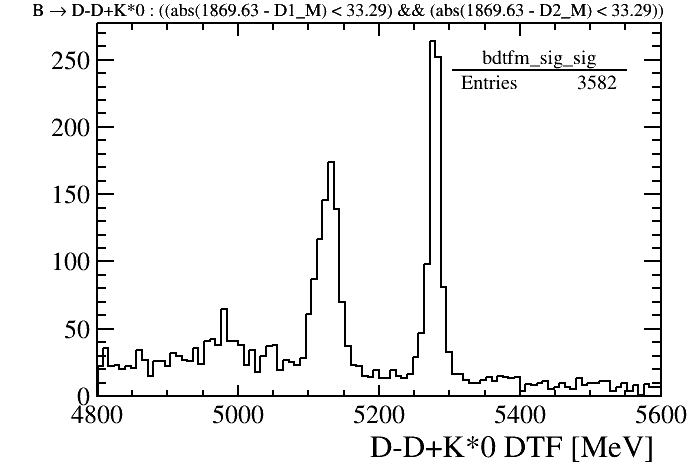 B → D-D+K*0 : ((abs(1869.63 - D1_M) < 33.29) && (abs(1869.63 - D2_M) < 33.29))
bdtfm_sig_sig
Entries 3582
250
200
150
100
50
0
4800 5000 5200 5400 5600
D-D+K*0 DTF [MeV]